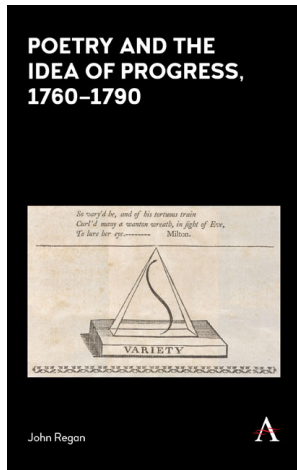 POETRY AND THE
IDEA OF PROGRESS,
1760–1790
So vary'd he, and of his tortuous train
Curl'd many a wanton wreath, in sight of Eve,
To lure her eye.-------- Milton.
VARIETY
John Regan
A